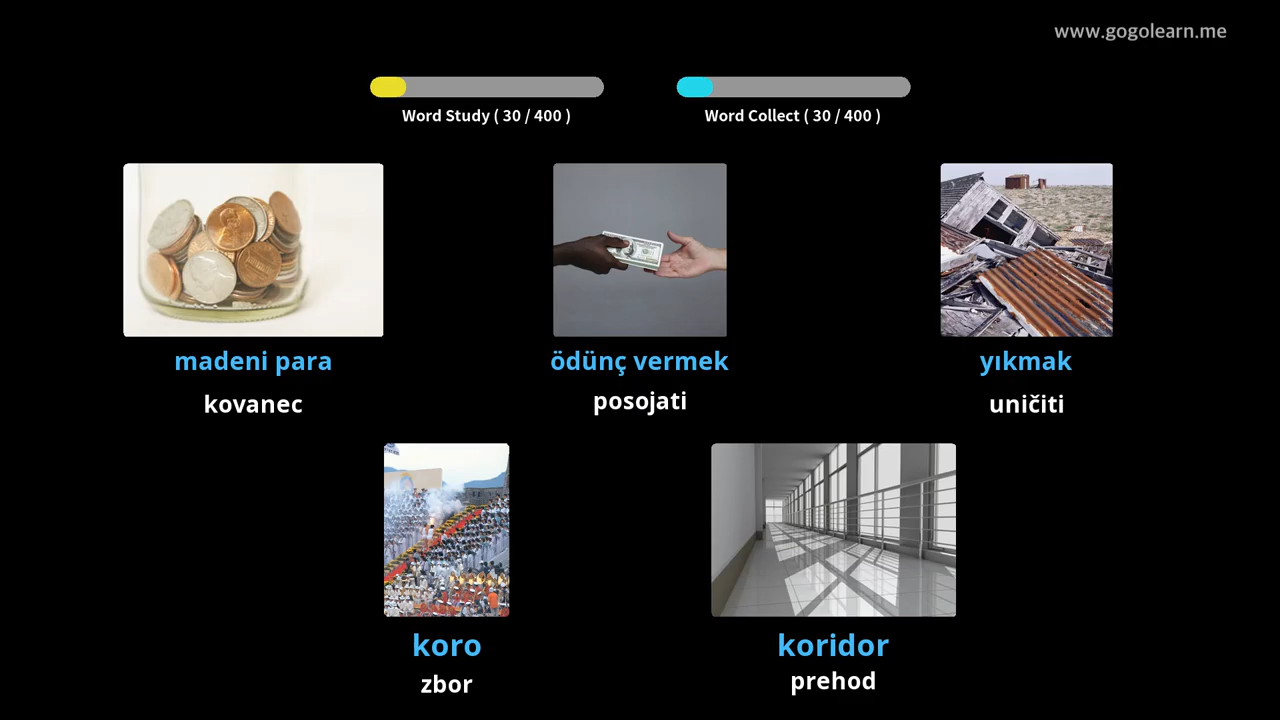 www.gogolearn.me
Word Study ( 30 / 400 )
Word Collect ( 30 / 400 )
madeni para
kovanec
ödünç vermek
posojati
yıkmak
uničiti
koro
zbor
koridor
prehod